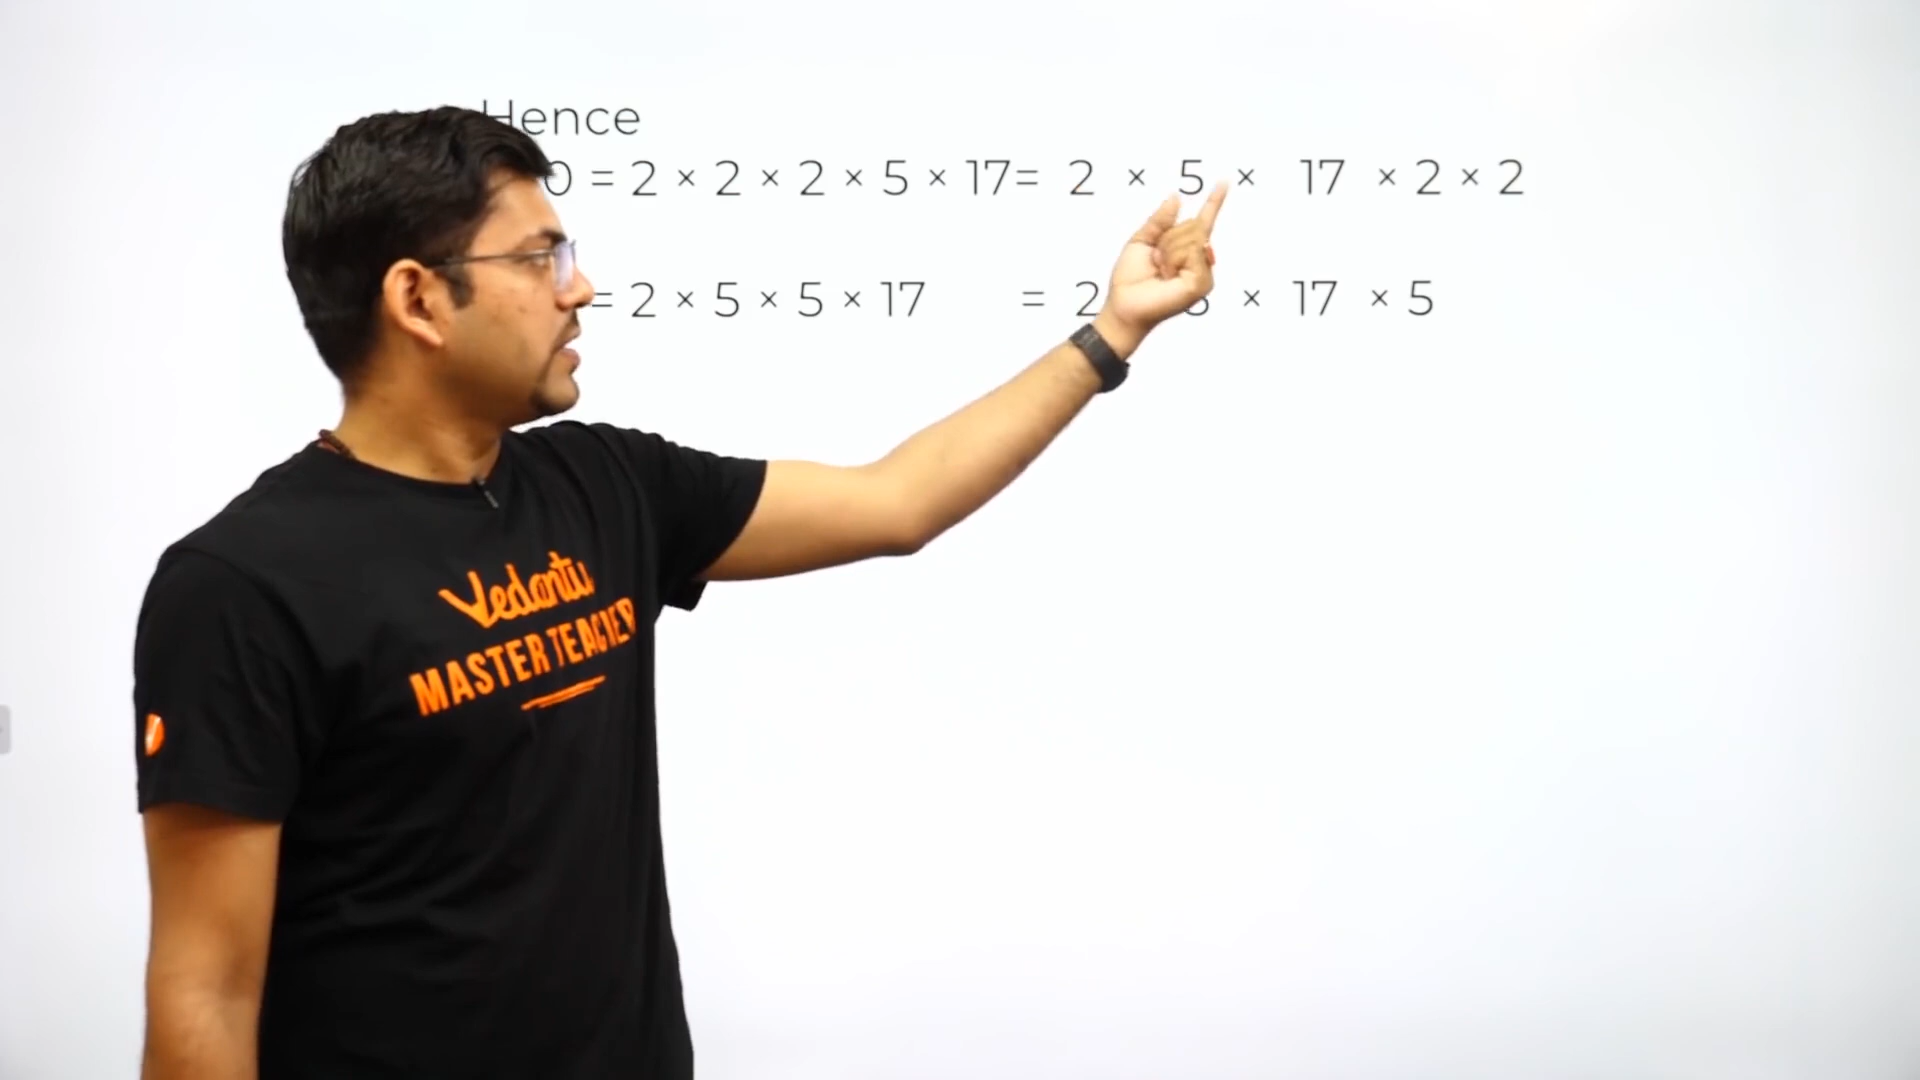 Hence
0 = 2 × 2 × 2 × 5 × 17= 2 × 5 × 17 × 2 × 2
= 2 × 5 × 5 × 17 = 2 × 17 × 5
Vedantu
MASTER TEACHER